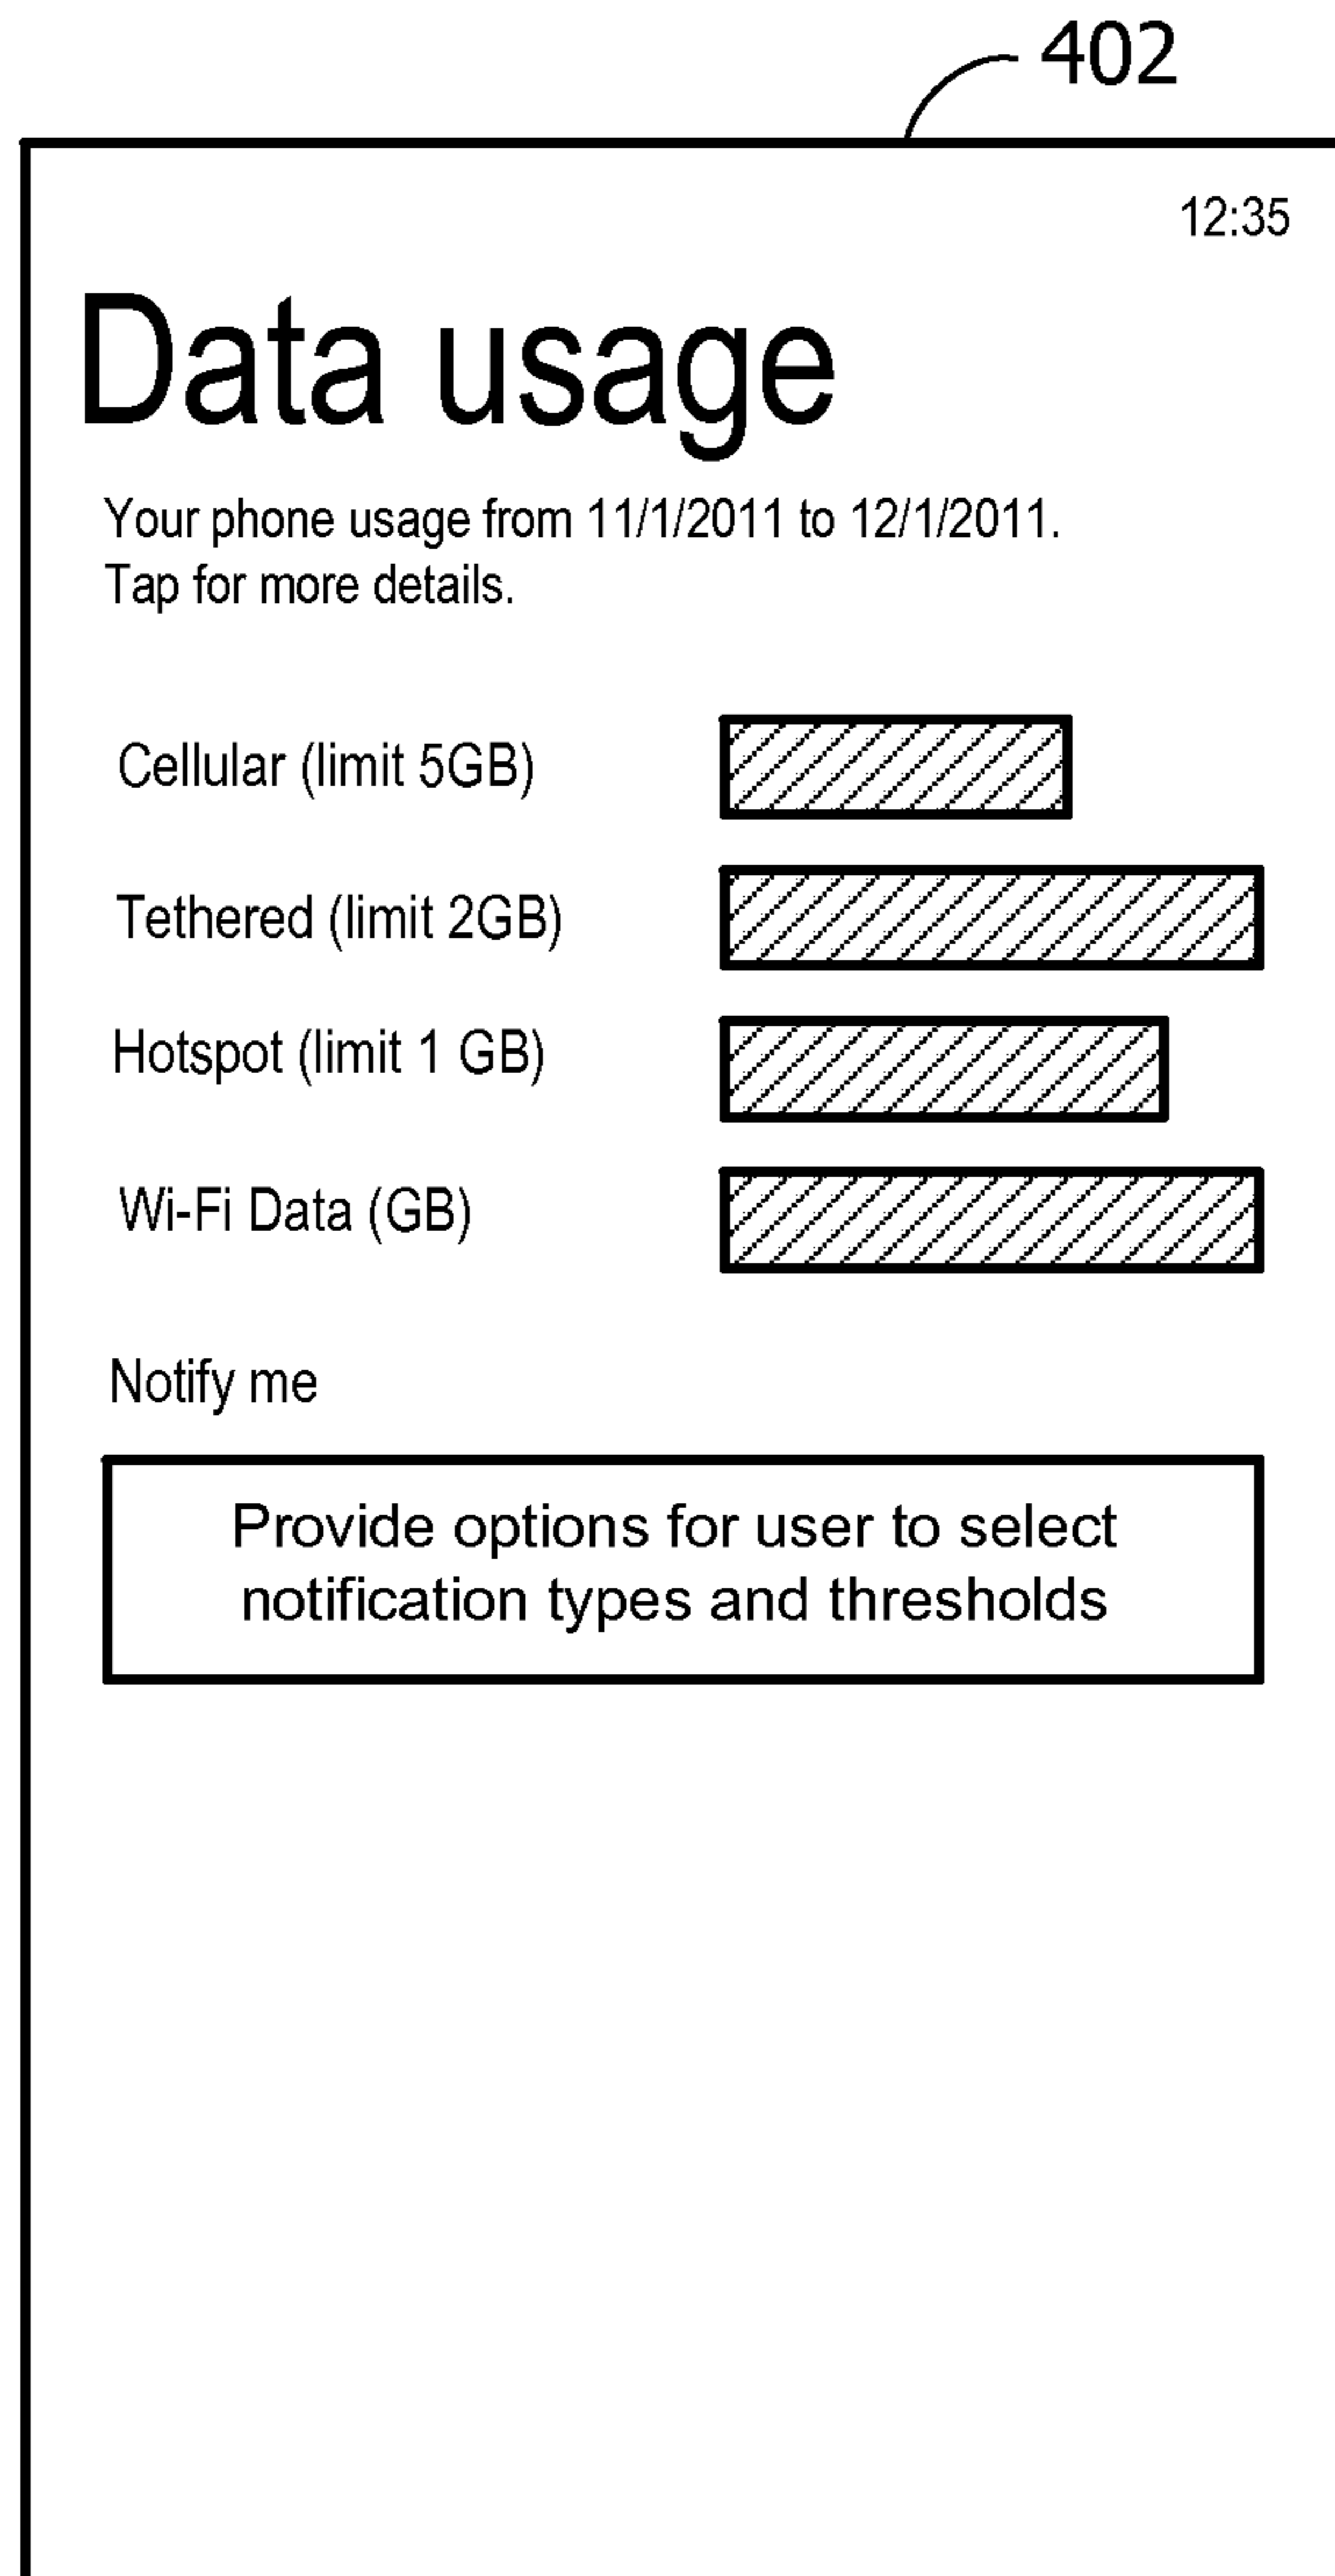 402
12:35
Data usage
Your phone usage from 11/1/2011 to 12/1/2011.
Tap for more details.
Cellular (limit 5GB)
Tethered (limit 2GB)
Hotspot (limit 1 GB)
Wi-Fi Data (GB)
Notify me
Provide options for user to select
notification types and thresholds